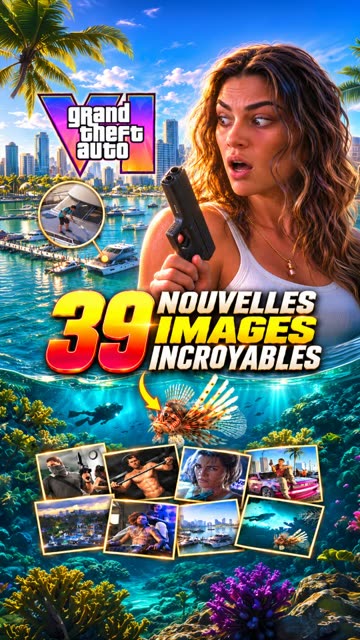 VI
grand
theft
auto
39 NOUVELLES
IMAGES
INCROYABLES